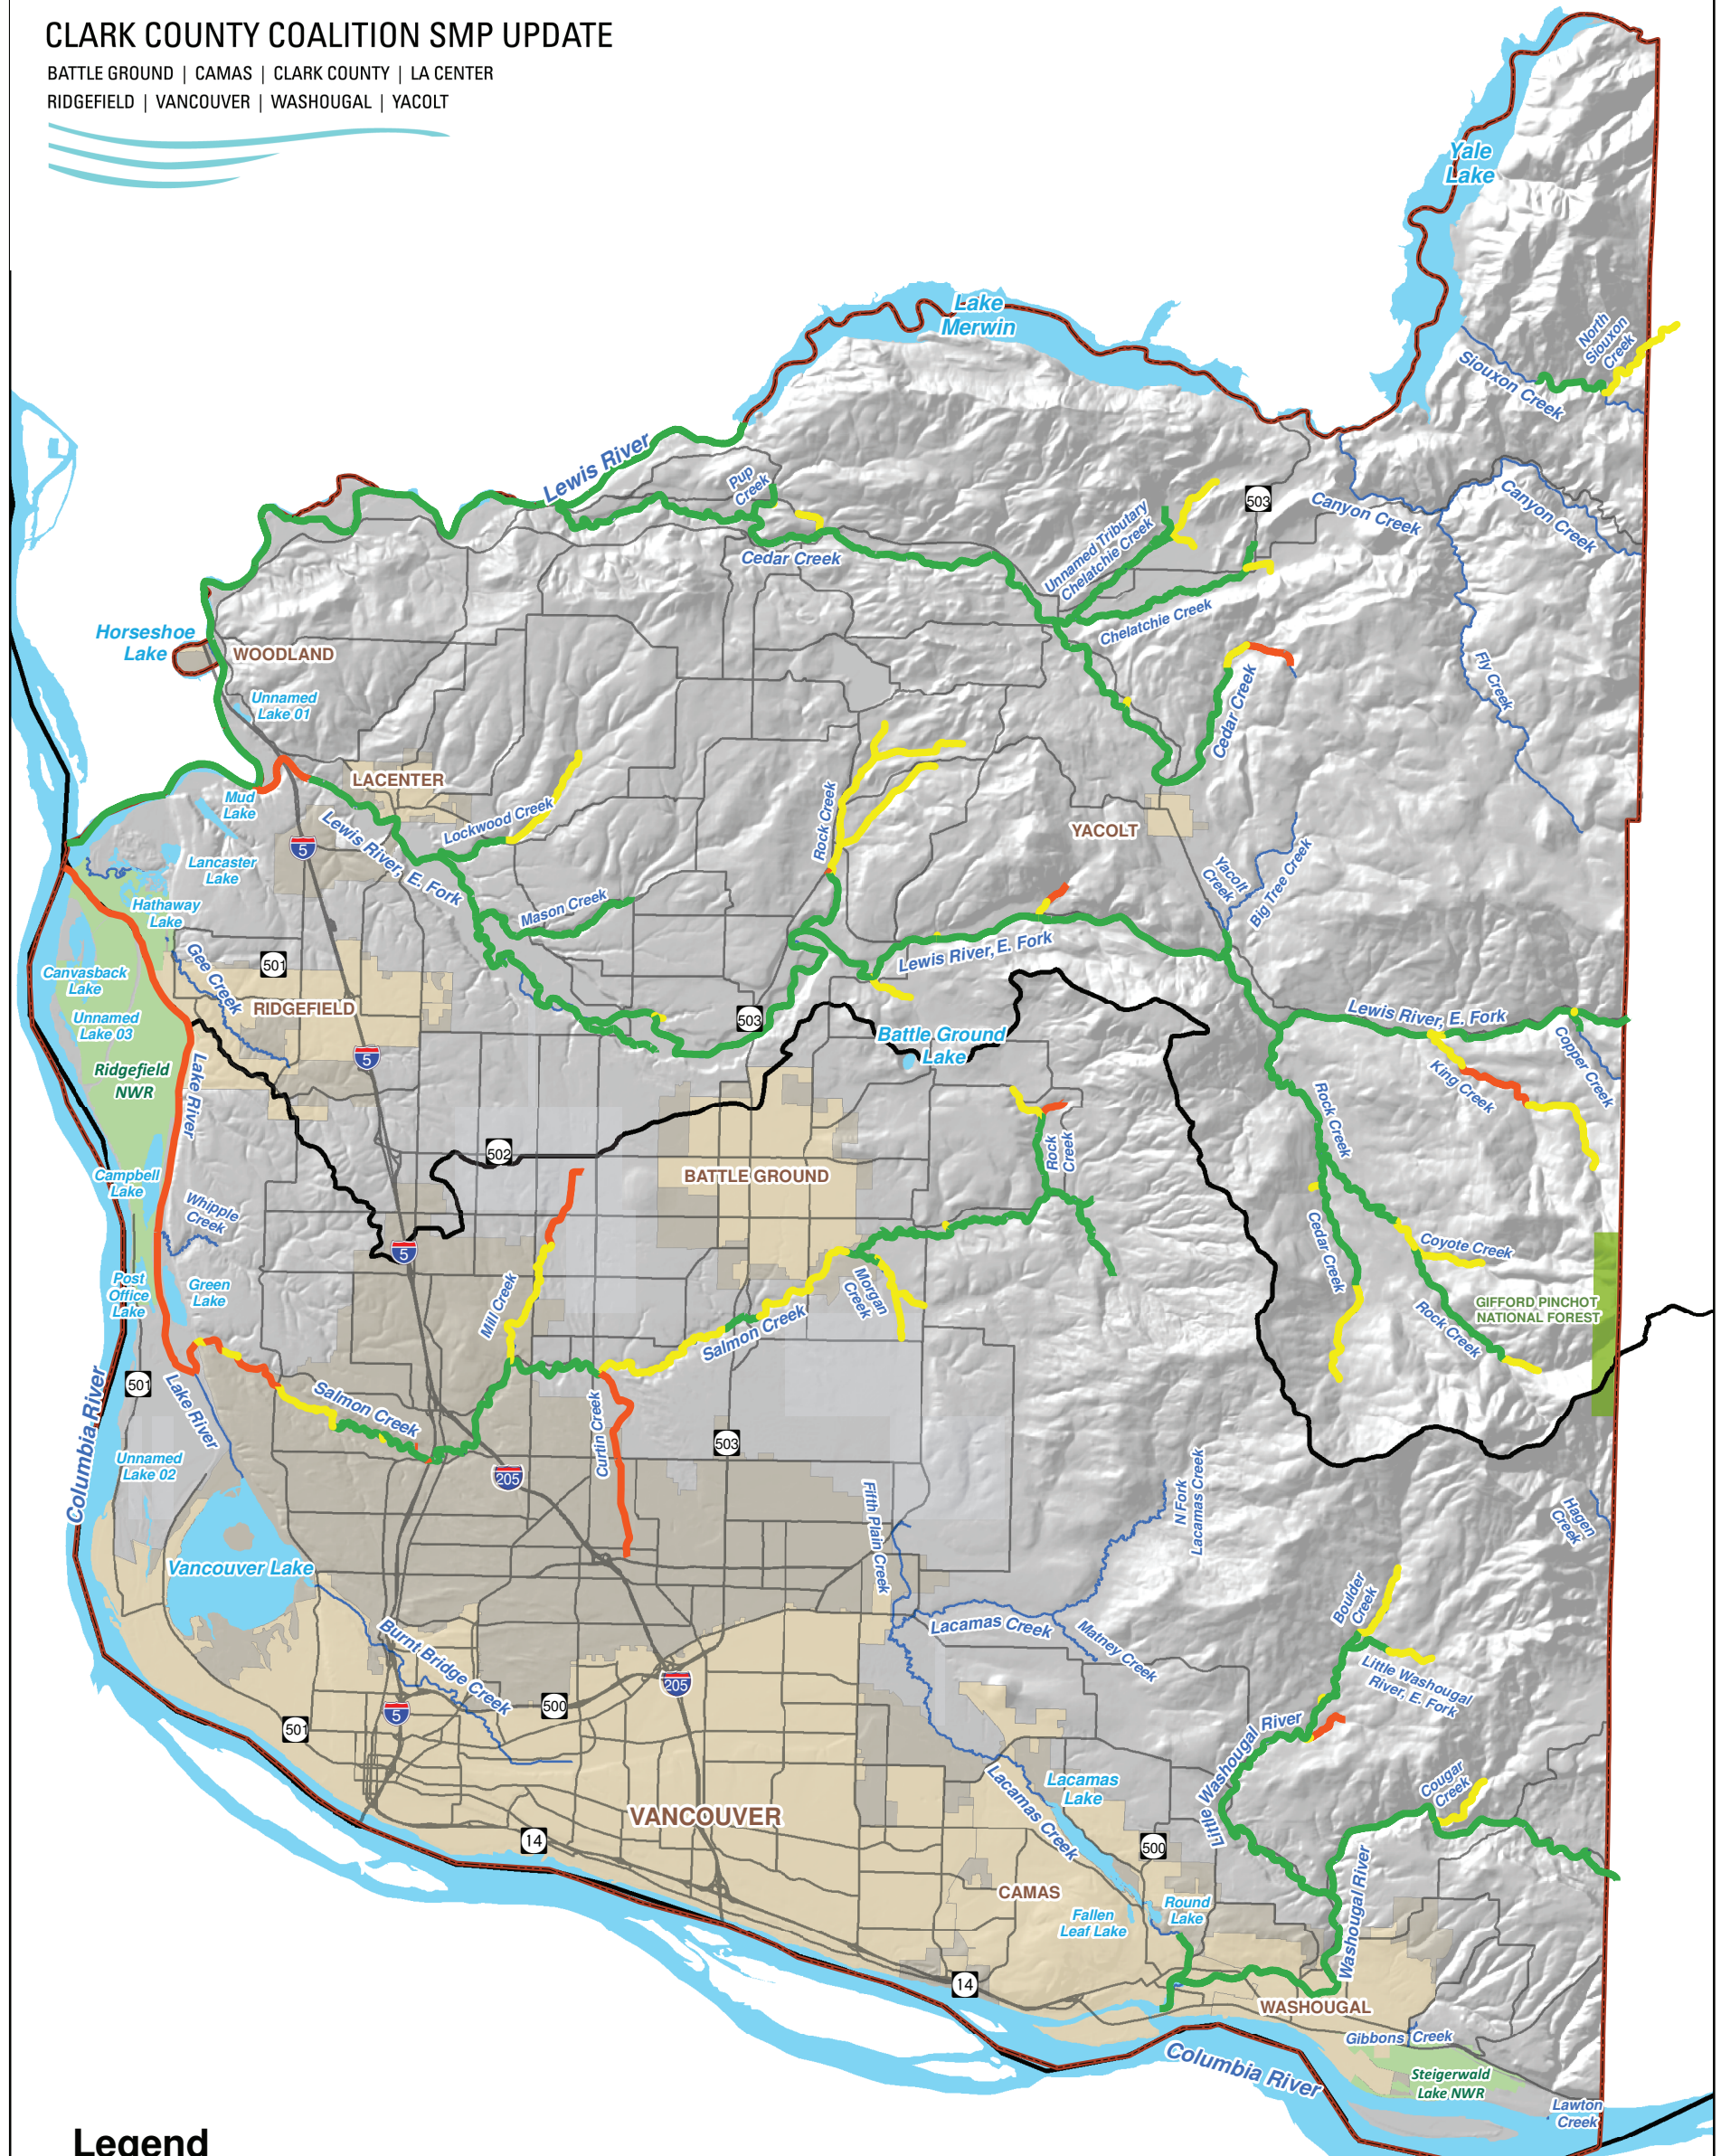 CLARK COUNTY COALITION SMP UPDATE
BATTLE GROUND | CAMAS | CLARK COUNTY | LA CENTER
RIDGEFIELD | VANCOUVER | WASHOUGAL | YACOLT
Yale
Lake
Lake
Merwin
North
Siouxon
Creek
Siouxon Creek
Lewis River
Pup
Creek
503
Canyon Creek
Canyon Creek
Unnamed Tributary
Chelatchie Creek
Cedar Creek
Chelatchie Creek
Horseshoe
Lake
WOODLAND
Fly Creek
Unnamed
Lake 01
Cedar Creek
LACENTER
Mud
Lake
Lockwood Creek
Rock Creek
YACOLT
5
Lewis River, E. Fork
Lancaster
Lake
Yacolt
Creek
Big Tree Creek
Hathaway
Lake
Mason Creek
Gee Creek
501
Lewis River, E. Fork
Canvasback
Lake
RIDGEFIELD
503
Lewis River, E. Fork
Unnamed
Lake 03
Battle Ground
Lake
Copper Creek
5
Ridgefield
NWR
Lake River
King Creek
Rock Creek
502
Rock
Creek
Campbell
Lake
BATTLE GROUND
Whipple
Creek
5
Cedar Creek
Coyote Creek
Post
Office
Lake
Green
Lake
Mill Creek
Morgan
Creek
GIFFORD PINCHOT
NATIONAL FOREST
Salmon Creek
Rock Creek
501
Columbia River
Lake River
Salmon Creek
Curtin Creek
503
Unnamed
Lake 02
205
Fifth Plain Creek
N Fork
Lacamas Creek
Hagen
Creek
Vancouver Lake
Boulder
Creek
Burnt Bridge Creek
Lacamas Creek
Matney Creek
Little Washougal
River, E. Fork
205
500
5
501
Little Washougal River
Lacamas
Lake
Cougar
Creek
VANCOUVER
Lacamas Creek
14
500
CAMAS
Fallen
Leaf Lake
Round
Lake
Washougal River
14
WASHOUGAL
Gibbons Creek
Columbia River
Steigerwald
Lake NWR
Lawton
Creek
Legend